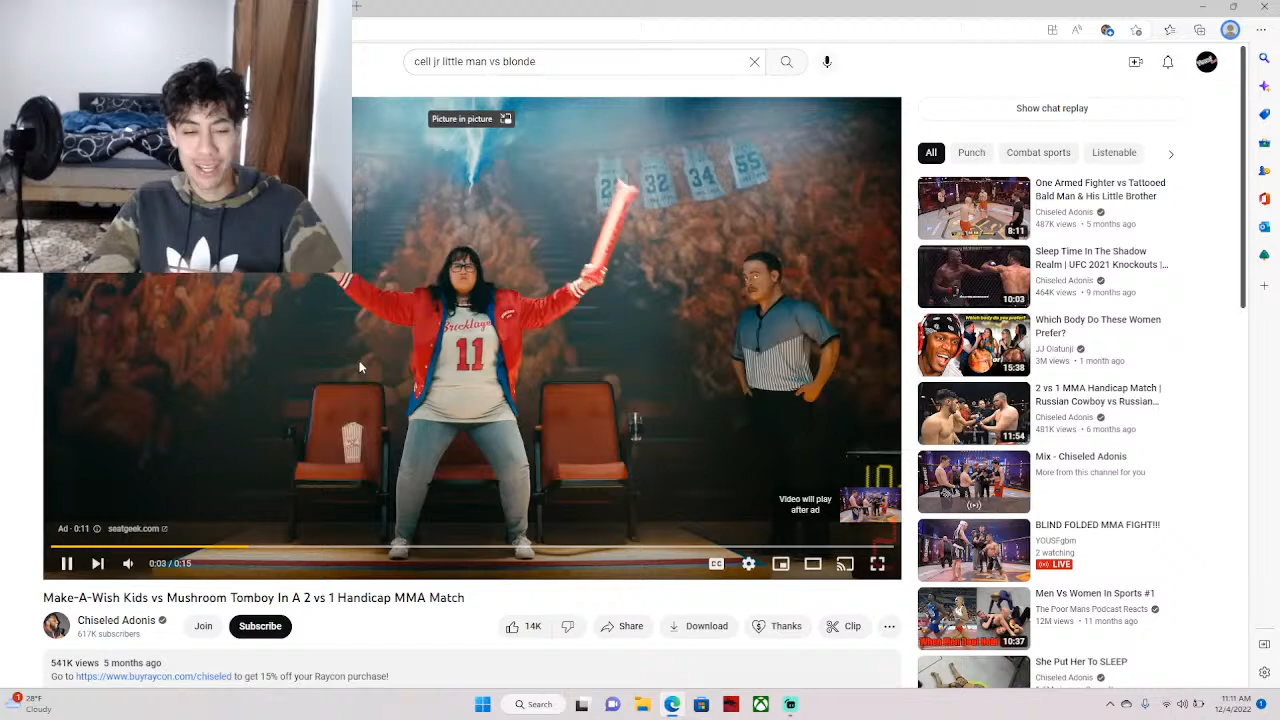 cell jr little man vs blonde
Picture in picture
Show chat replay
All
Punch
Combat sports
Listenable
32
34
55
Bricklayers
11
Video will play
after ad
Ad · 0:11
seatgeek.com
0:03 / 0:15
CC
Make-A-Wish Kids vs Mushroom Tomboy In A 2 vs 1 Handicap MMA Match
Chiseled Adonis
617K subscribers
Join
Subscribe
14K
Share
Download
Thanks
Clip
541K views 5 months ago
Go to https://www.buyraycon.com/chiseled to get 15% off your Raycon purchase!
One Armed Fighter vs Tattooed
Bald Man & His Little Brother
Chiseled Adonis
487K views • 5 months ago
8:11
Sleep Time In The Shadow
Realm | UFC 2021 Knockouts |...
Chiseled Adonis
464K views • 9 months ago
10:03
Which Body Do These Women
Prefer?
JJ Olatunji
3M views • 1 month ago
15:38
2 vs 1 MMA Handicap Match |
Russian Cowboy vs Russian...
Chiseled Adonis
481K views • 6 months ago
11:54
Mix - Chiseled Adonis
More from this channel for you
BLIND FOLDED MMA FIGHT!!!
YOUSFgbm
2 watching
LIVE
Men Vs Women In Sports #1
The Poor Mans Podcast Reacts
12M views • 11 months ago
10:37
She Put Her To SLEEP
Chiseled Adonis
1
28°F
Cloudy
Search
11:11 AM
12/4/2022